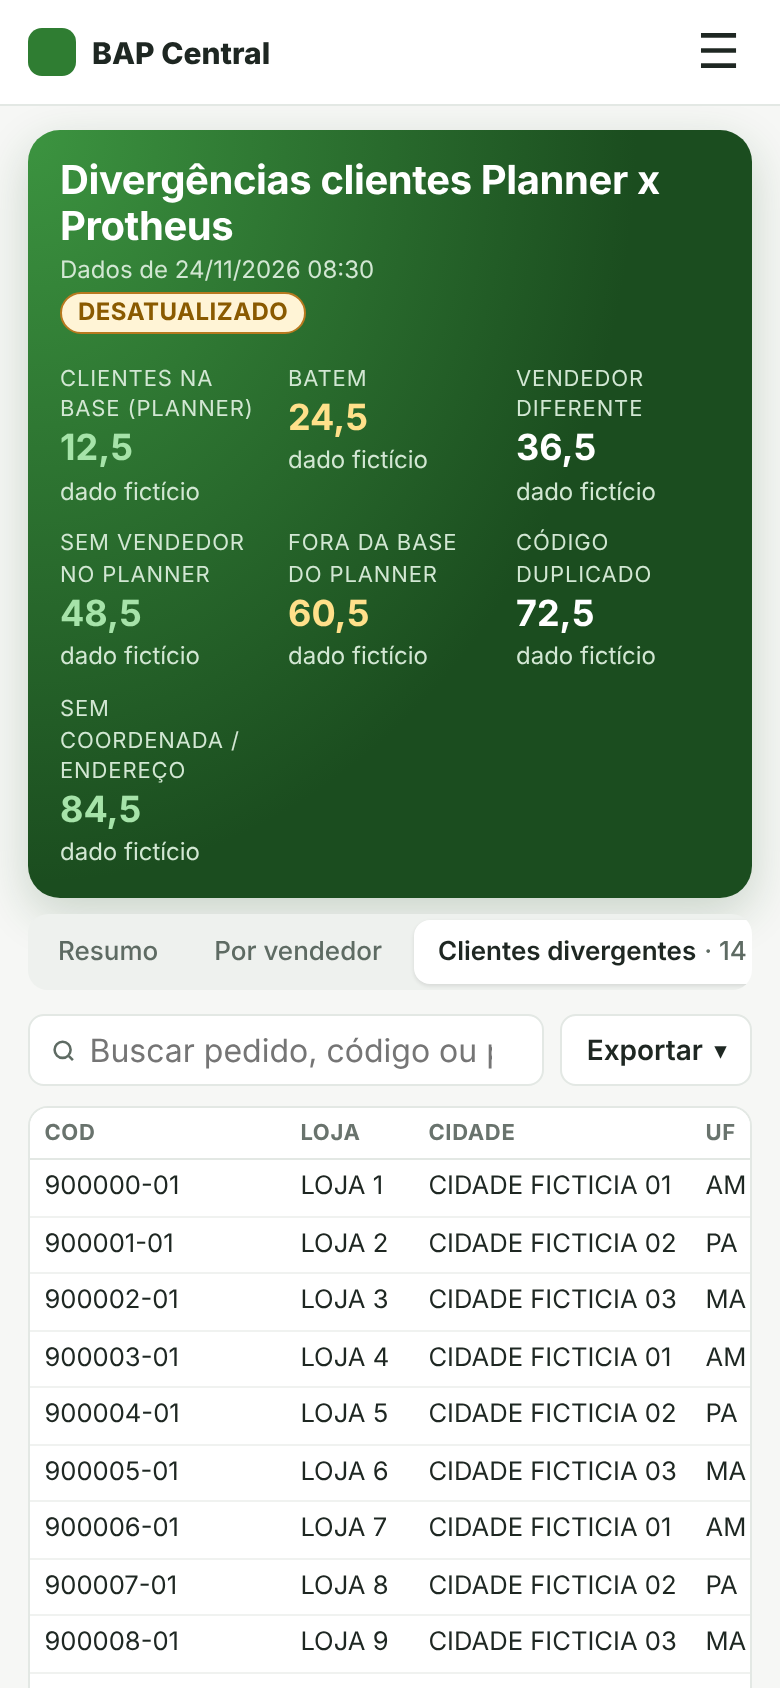 BAP Central
Divergências clientes Planner x
Protheus
Dados de 24/11/2026 08:30
DESATUALIZADO
CLIENTES NA
BASE (PLANNER)
12,5
dado fictício
BATEM
24,5
dado fictício
VENDEDOR
DIFERENTE
36,5
dado fictício
SEM VENDEDOR
NO PLANNER
48,5
dado fictício
FORA DA BASE
DO PLANNER
60,5
dado fictício
CÓDIGO
DUPLICADO
72,5
dado fictício
SEM
COORDENADA /
ENDEREÇO
84,5
dado fictício
Resumo Por vendedor Clientes divergentes · 14
Buscar pedido, código ou Exportar ▾
COD LOJA CIDADE UF
900000-01 LOJA 1 CIDADE FICTICIA 01 AM
900001-01 LOJA 2 CIDADE FICTICIA 02 PA
900002-01 LOJA 3 CIDADE FICTICIA 03 MA
900003-01 LOJA 4 CIDADE FICTICIA 01 AM
900004-01 LOJA 5 CIDADE FICTICIA 02 PA
900005-01 LOJA 6 CIDADE FICTICIA 03 MA
900006-01 LOJA 7 CIDADE FICTICIA 01 AM
900007-01 LOJA 8 CIDADE FICTICIA 02 PA
900008-01 LOJA 9 CIDADE FICTICIA 03 MA